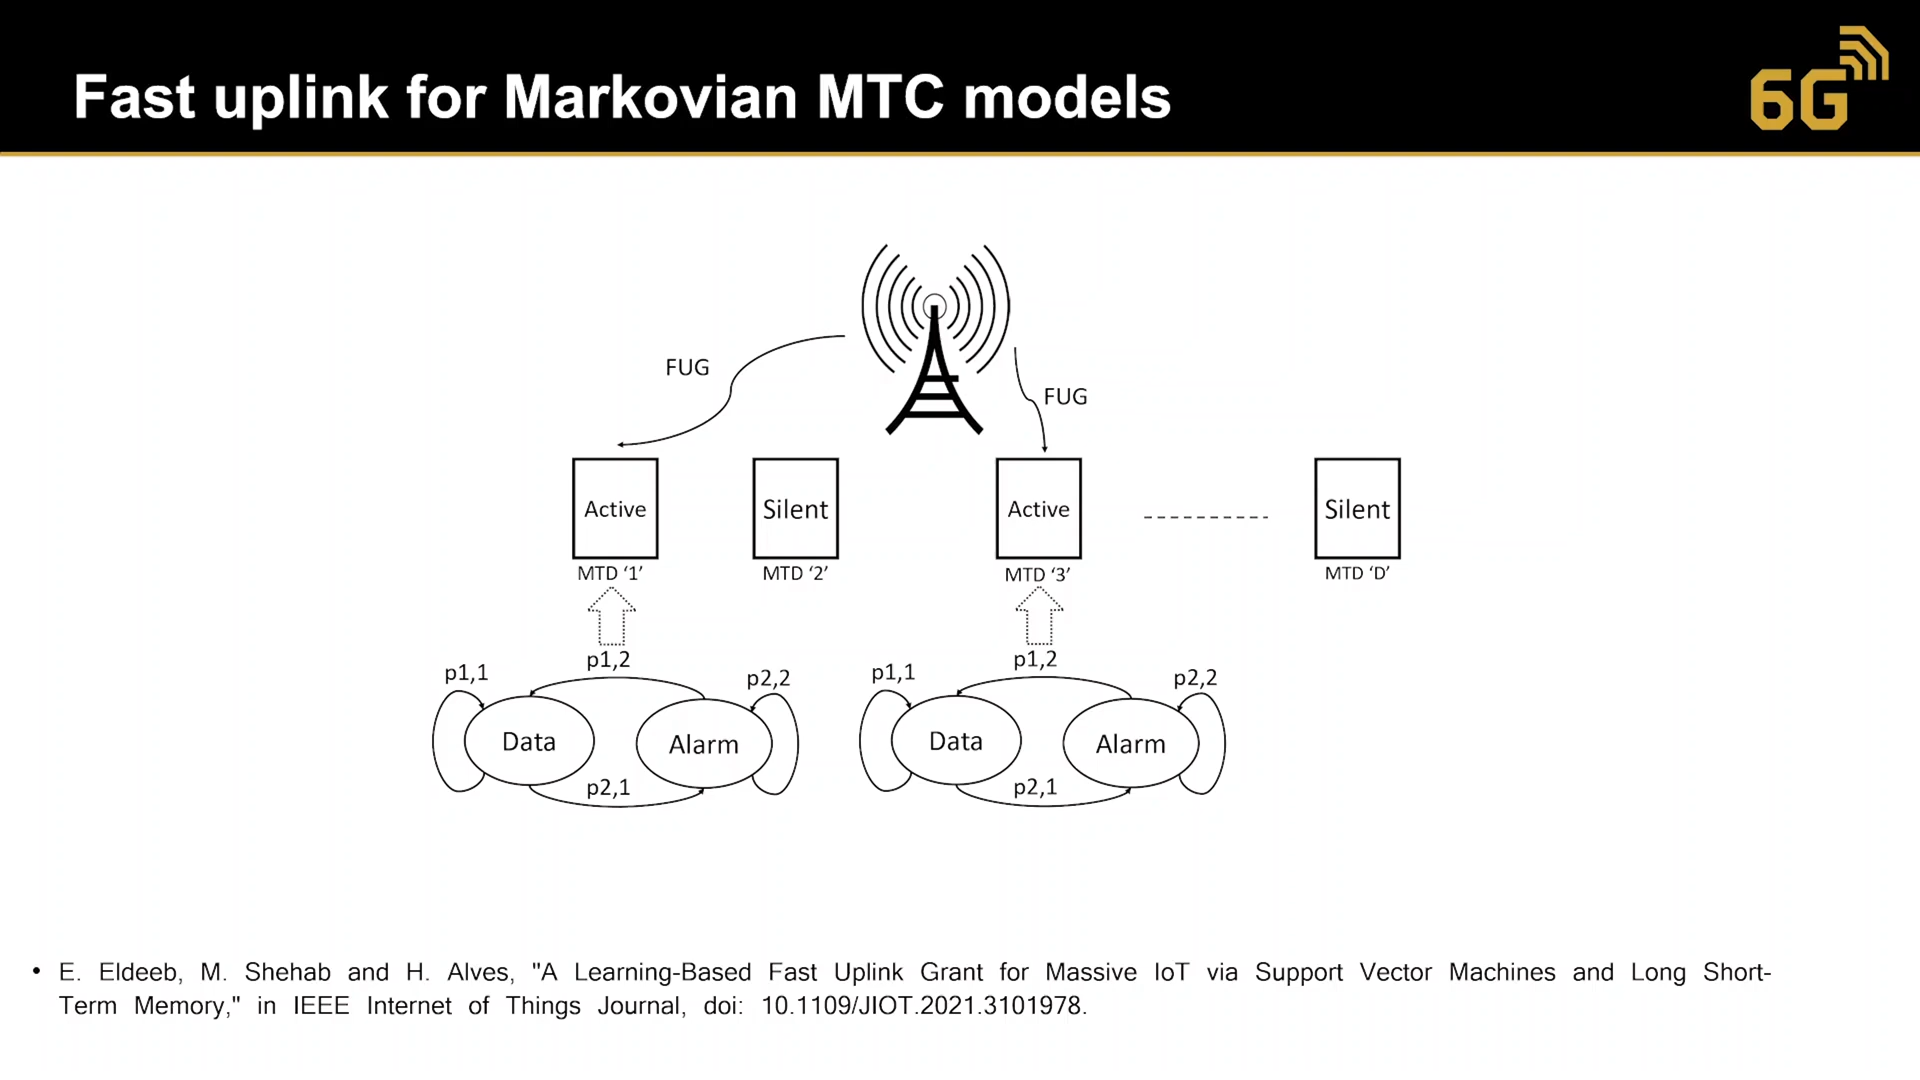 Fast uplink for Markovian MTC models
6G
FUG
FUG
Active
Silent
Active
Silent
MTD ‘1’
MTD ‘2’
MTD ‘3’
MTD ‘D’
p1,1
p1,2
p2,2
Data
Alarm
p2,1
p1,1
p1,2
p2,2
Data
Alarm
p2,1
• E. Eldeeb, M. Shehab and H. Alves, "A Learning-Based Fast Uplink Grant for Massive IoT via Support Vector Machines and Long Short-
Term Memory," in IEEE Internet of Things Journal, doi: 10.1109/JIOT.2021.3101978.